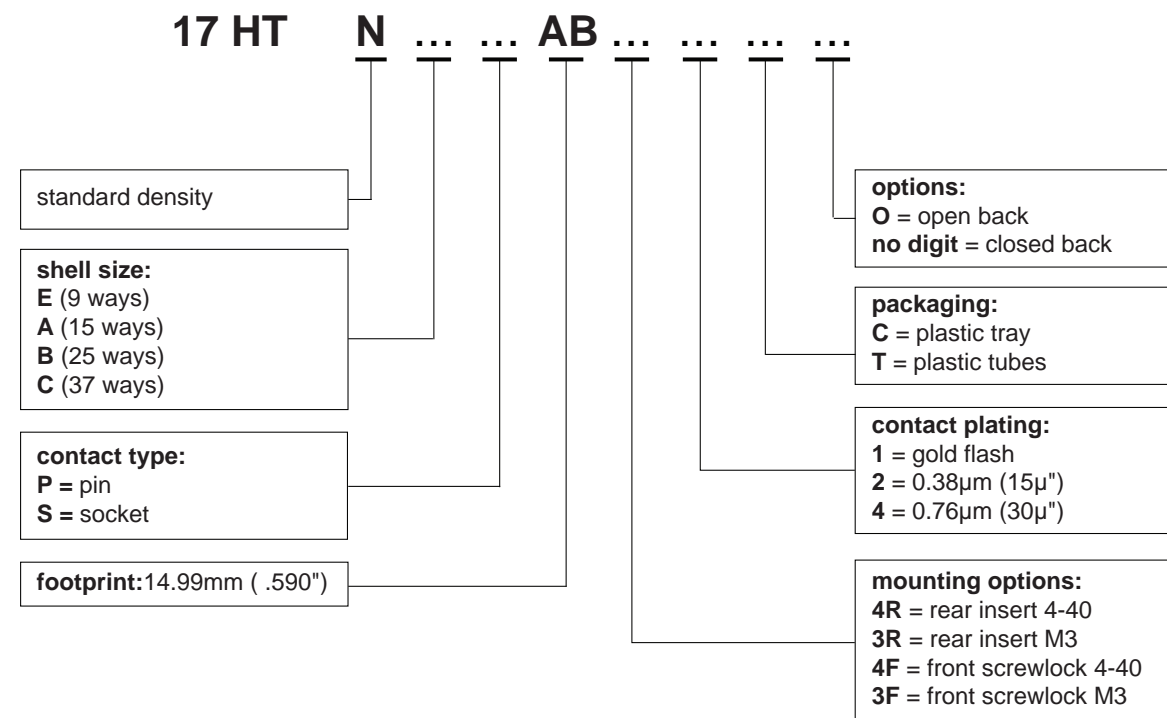 17 HT N ... ... AB ... ... ... ...
standard density
shell size:
E (9 ways)
A (15 ways)
B (25 ways)
C (37 ways)
contact type:
P = pin
S = socket
footprint:14.99mm ( .590")
options:
O = open back
no digit = closed back
packaging:
C = plastic tray
T = plastic tubes
contact plating:
1 = gold flash
2 = 0.38µm (15µ")
4 = 0.76µm (30µ")
mounting options:
4R = rear insert 4-40
3R = rear insert M3
4F = front screwlock 4-40
3F = front screwlock M3